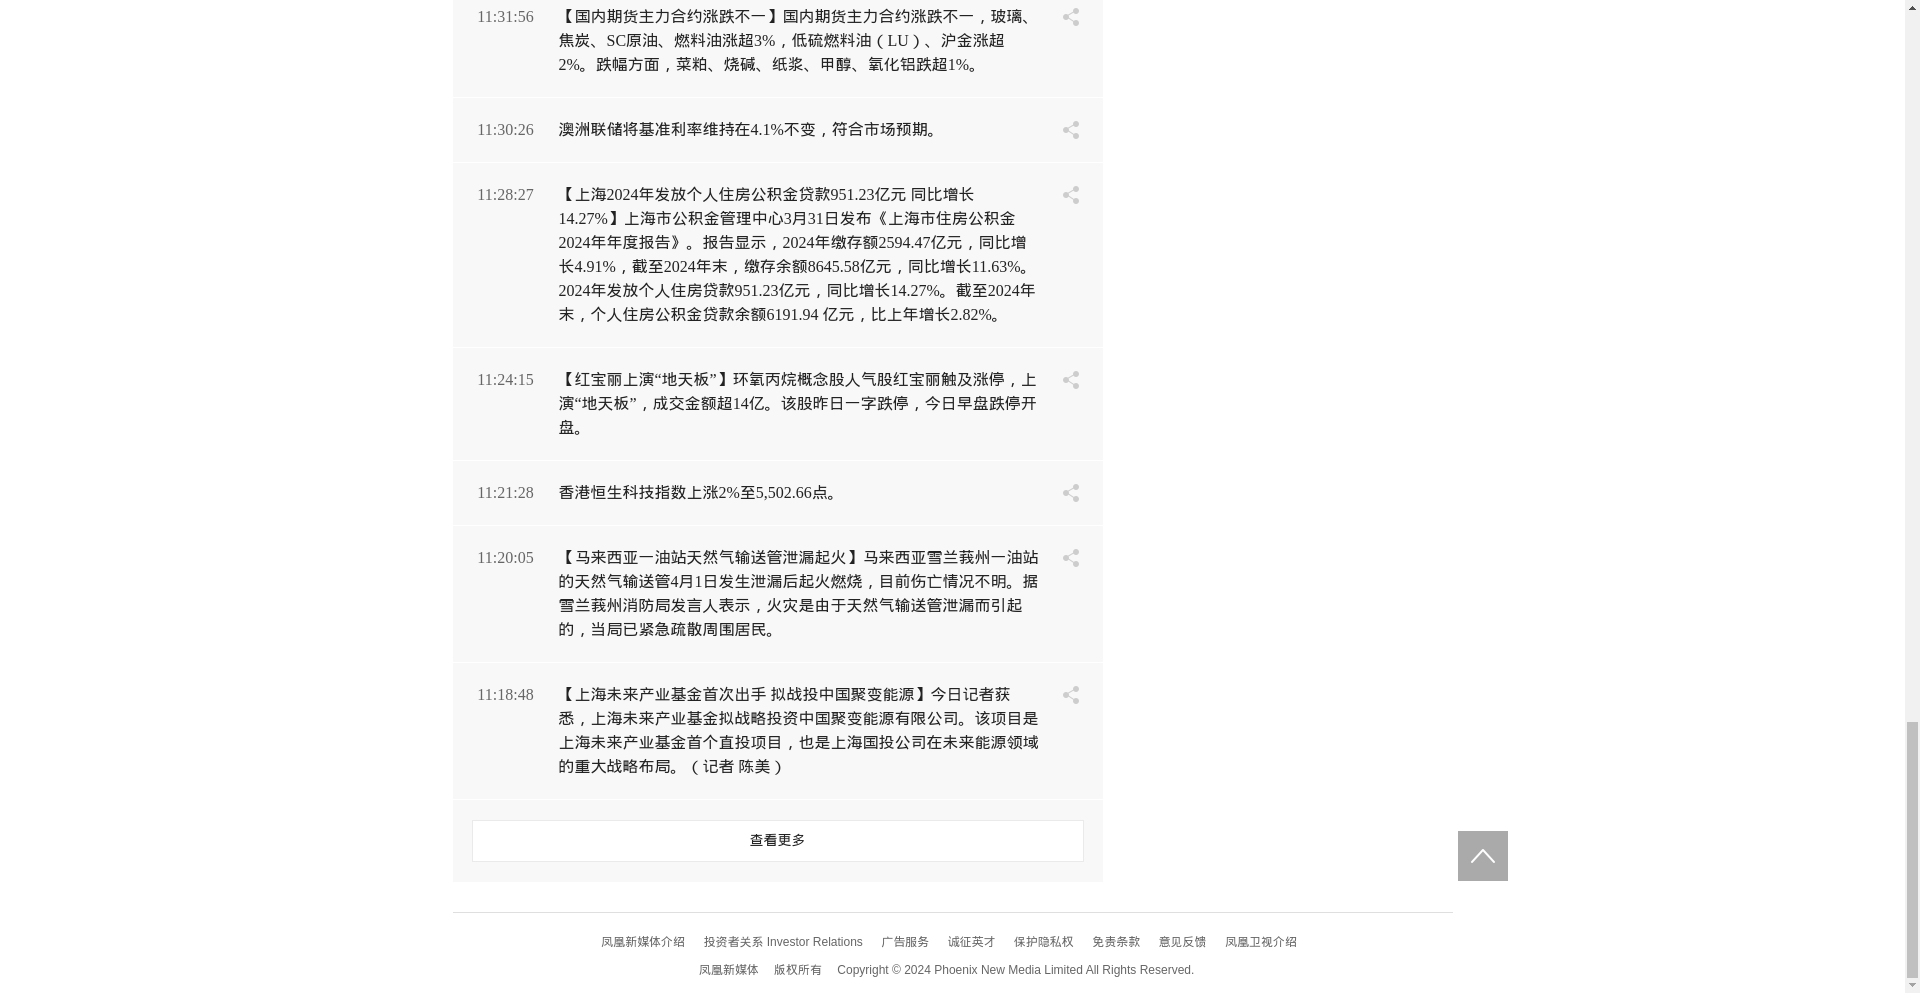 11:31:56
【国内期货主力合约涨跌不一】国内期货主力合约涨跌不一，玻璃、
焦炭、SC原油、燃料油涨超3%，低硫燃料油（LU）、沪金涨超
2%。跌幅方面，菜粕、烧碱、纸浆、甲醇、氧化铝跌超1%。
11:30:26
澳洲联储将基准利率维持在4.1%不变，符合市场预期。
11:28:27
【上海2024年发放个人住房公积金贷款951.23亿元 同比增长
14.27%】上海市公积金管理中心3月31日发布《上海市住房公积金
2024年年度报告》。报告显示，2024年缴存额2594.47亿元，同比增
长4.91%，截至2024年末，缴存余额8645.58亿元，同比增长11.63%。
2024年发放个人住房贷款951.23亿元，同比增长14.27%。截至2024年
末，个人住房公积金贷款余额6191.94 亿元，比上年增长2.82%。
11:24:15
【红宝丽上演“地天板”】环氧丙烷概念股人气股红宝丽触及涨停，上
演“地天板”，成交金额超14亿。该股昨日一字跌停，今日早盘跌停开
盘。
11:21:28
香港恒生科技指数上涨2%至5,502.66点。
11:20:05
【马来西亚一油站天然气输送管泄漏起火】马来西亚雪兰莪州一油站
的天然气输送管4月1日发生泄漏后起火燃烧，目前伤亡情况不明。据
雪兰莪州消防局发言人表示，火灾是由于天然气输送管泄漏而引起
的，当局已紧急疏散周围居民。
11:18:48
【上海未来产业基金首次出手 拟战投中国聚变能源】今日记者获
悉，上海未来产业基金拟战略投资中国聚变能源有限公司。该项目是
上海未来产业基金首个直投项目，也是上海国投公司在未来能源领域
的重大战略布局。（记者 陈美）
查看更多
凤凰新媒体介绍 投资者关系 Investor Relations 广告服务 诚征英才 保护隐私权 免责条款 意见反馈 凤凰卫视介绍
凤凰新媒体 版权所有 Copyright © 2024 Phoenix New Media Limited All Rights Reserved.